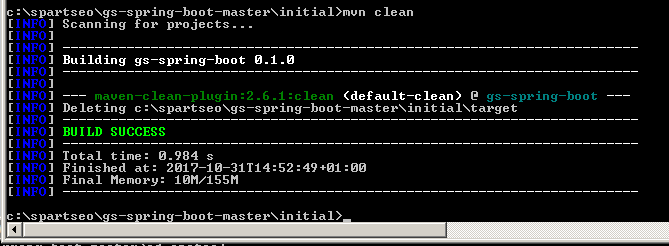 c:\spartseo\gs-spring-boot-master\initial>mvn clean
[INFO] Scanning for projects...
[INFO]
[INFO] ------------------------------------------------------------------------
[INFO] Building gs-spring-boot 0.1.0
[INFO] ------------------------------------------------------------------------
[INFO]
[INFO] --- maven-clean-plugin:2.6.1:clean (default-clean) @ gs-spring-boot ---
[INFO] Deleting c:\spartseo\gs-spring-boot-master\initial\target
[INFO] ------------------------------------------------------------------------
[INFO] BUILD SUCCESS
[INFO] ------------------------------------------------------------------------
[INFO] Total time: 0.984 s
[INFO] Finished at: 2017-10-31T14:52:49+01:00
[INFO] Final Memory: 10M/155M
[INFO] ------------------------------------------------------------------------
c:\spartseo\gs-spring-boot-master\initial>_